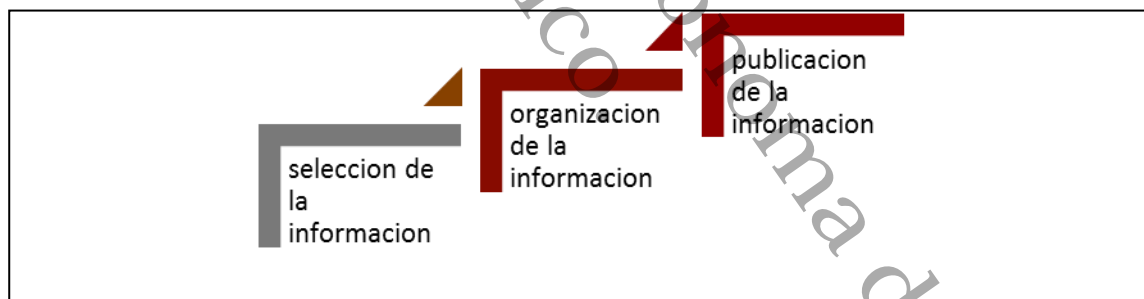 seleccion de
la
informacion
organizacion
de la
informacion
publicacion
de la
informacion